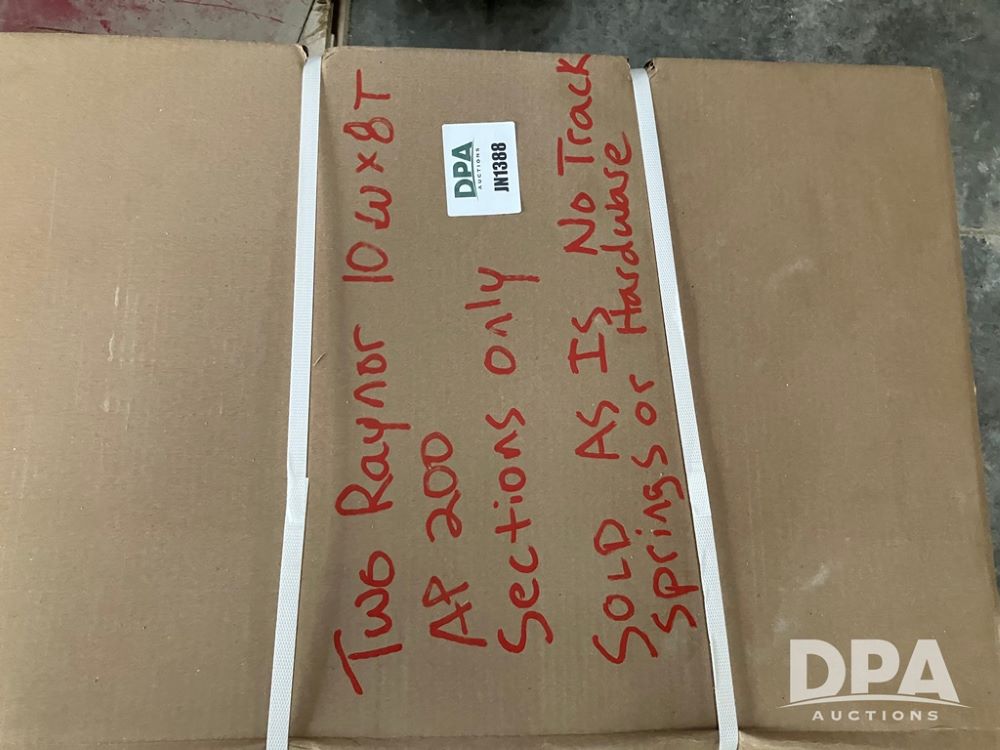 Two Raynor 10 W x 8 T
AP 200
Sections only
SOLD AS IS No Track
springs or Hardware
DPA
AUCTIONS
JN1388
DPA
AUCTIONS